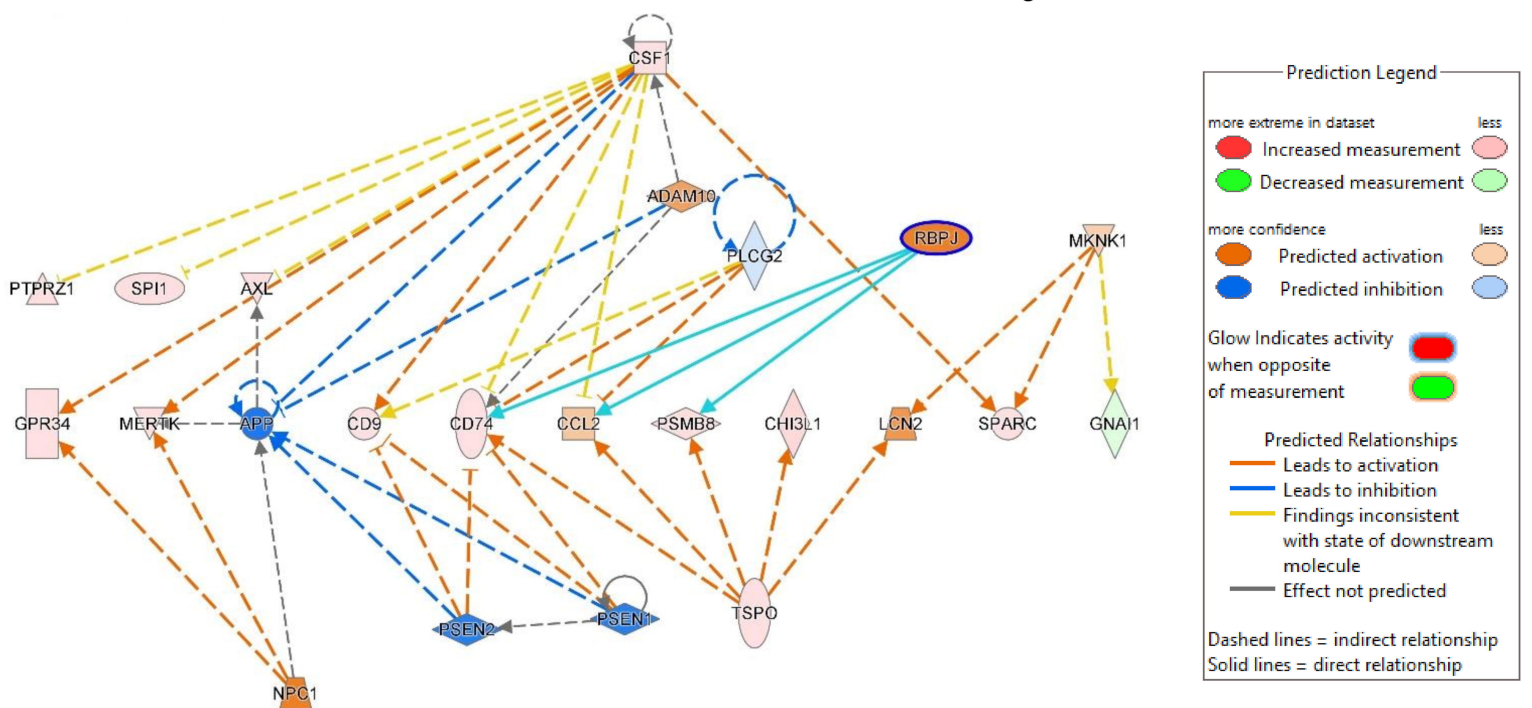 CSF1
ADAM10
PLCG2
RBPJ
MKNK1
PTPRZ1
SPI1
AXL
GPR34
MERTK
APP
CD9
CD74
CCL2
PSMB8
CHI3L1
LCN2
SPARC
GNAI1
PSEN2
PSEN1
TSPO
NPC1
Prediction Legend
more extreme in dataset less
Increased measurement
Decreased measurement
more confidence less
Predicted activation
Predicted inhibition
Glow Indicates activity
when opposite
of measurement
Predicted Relationships
Leads to activation
Leads to inhibition
Findings inconsistent
with state of downstream
molecule
Effect not predicted
Dashed lines = indirect relationship
Solid lines = direct relationship